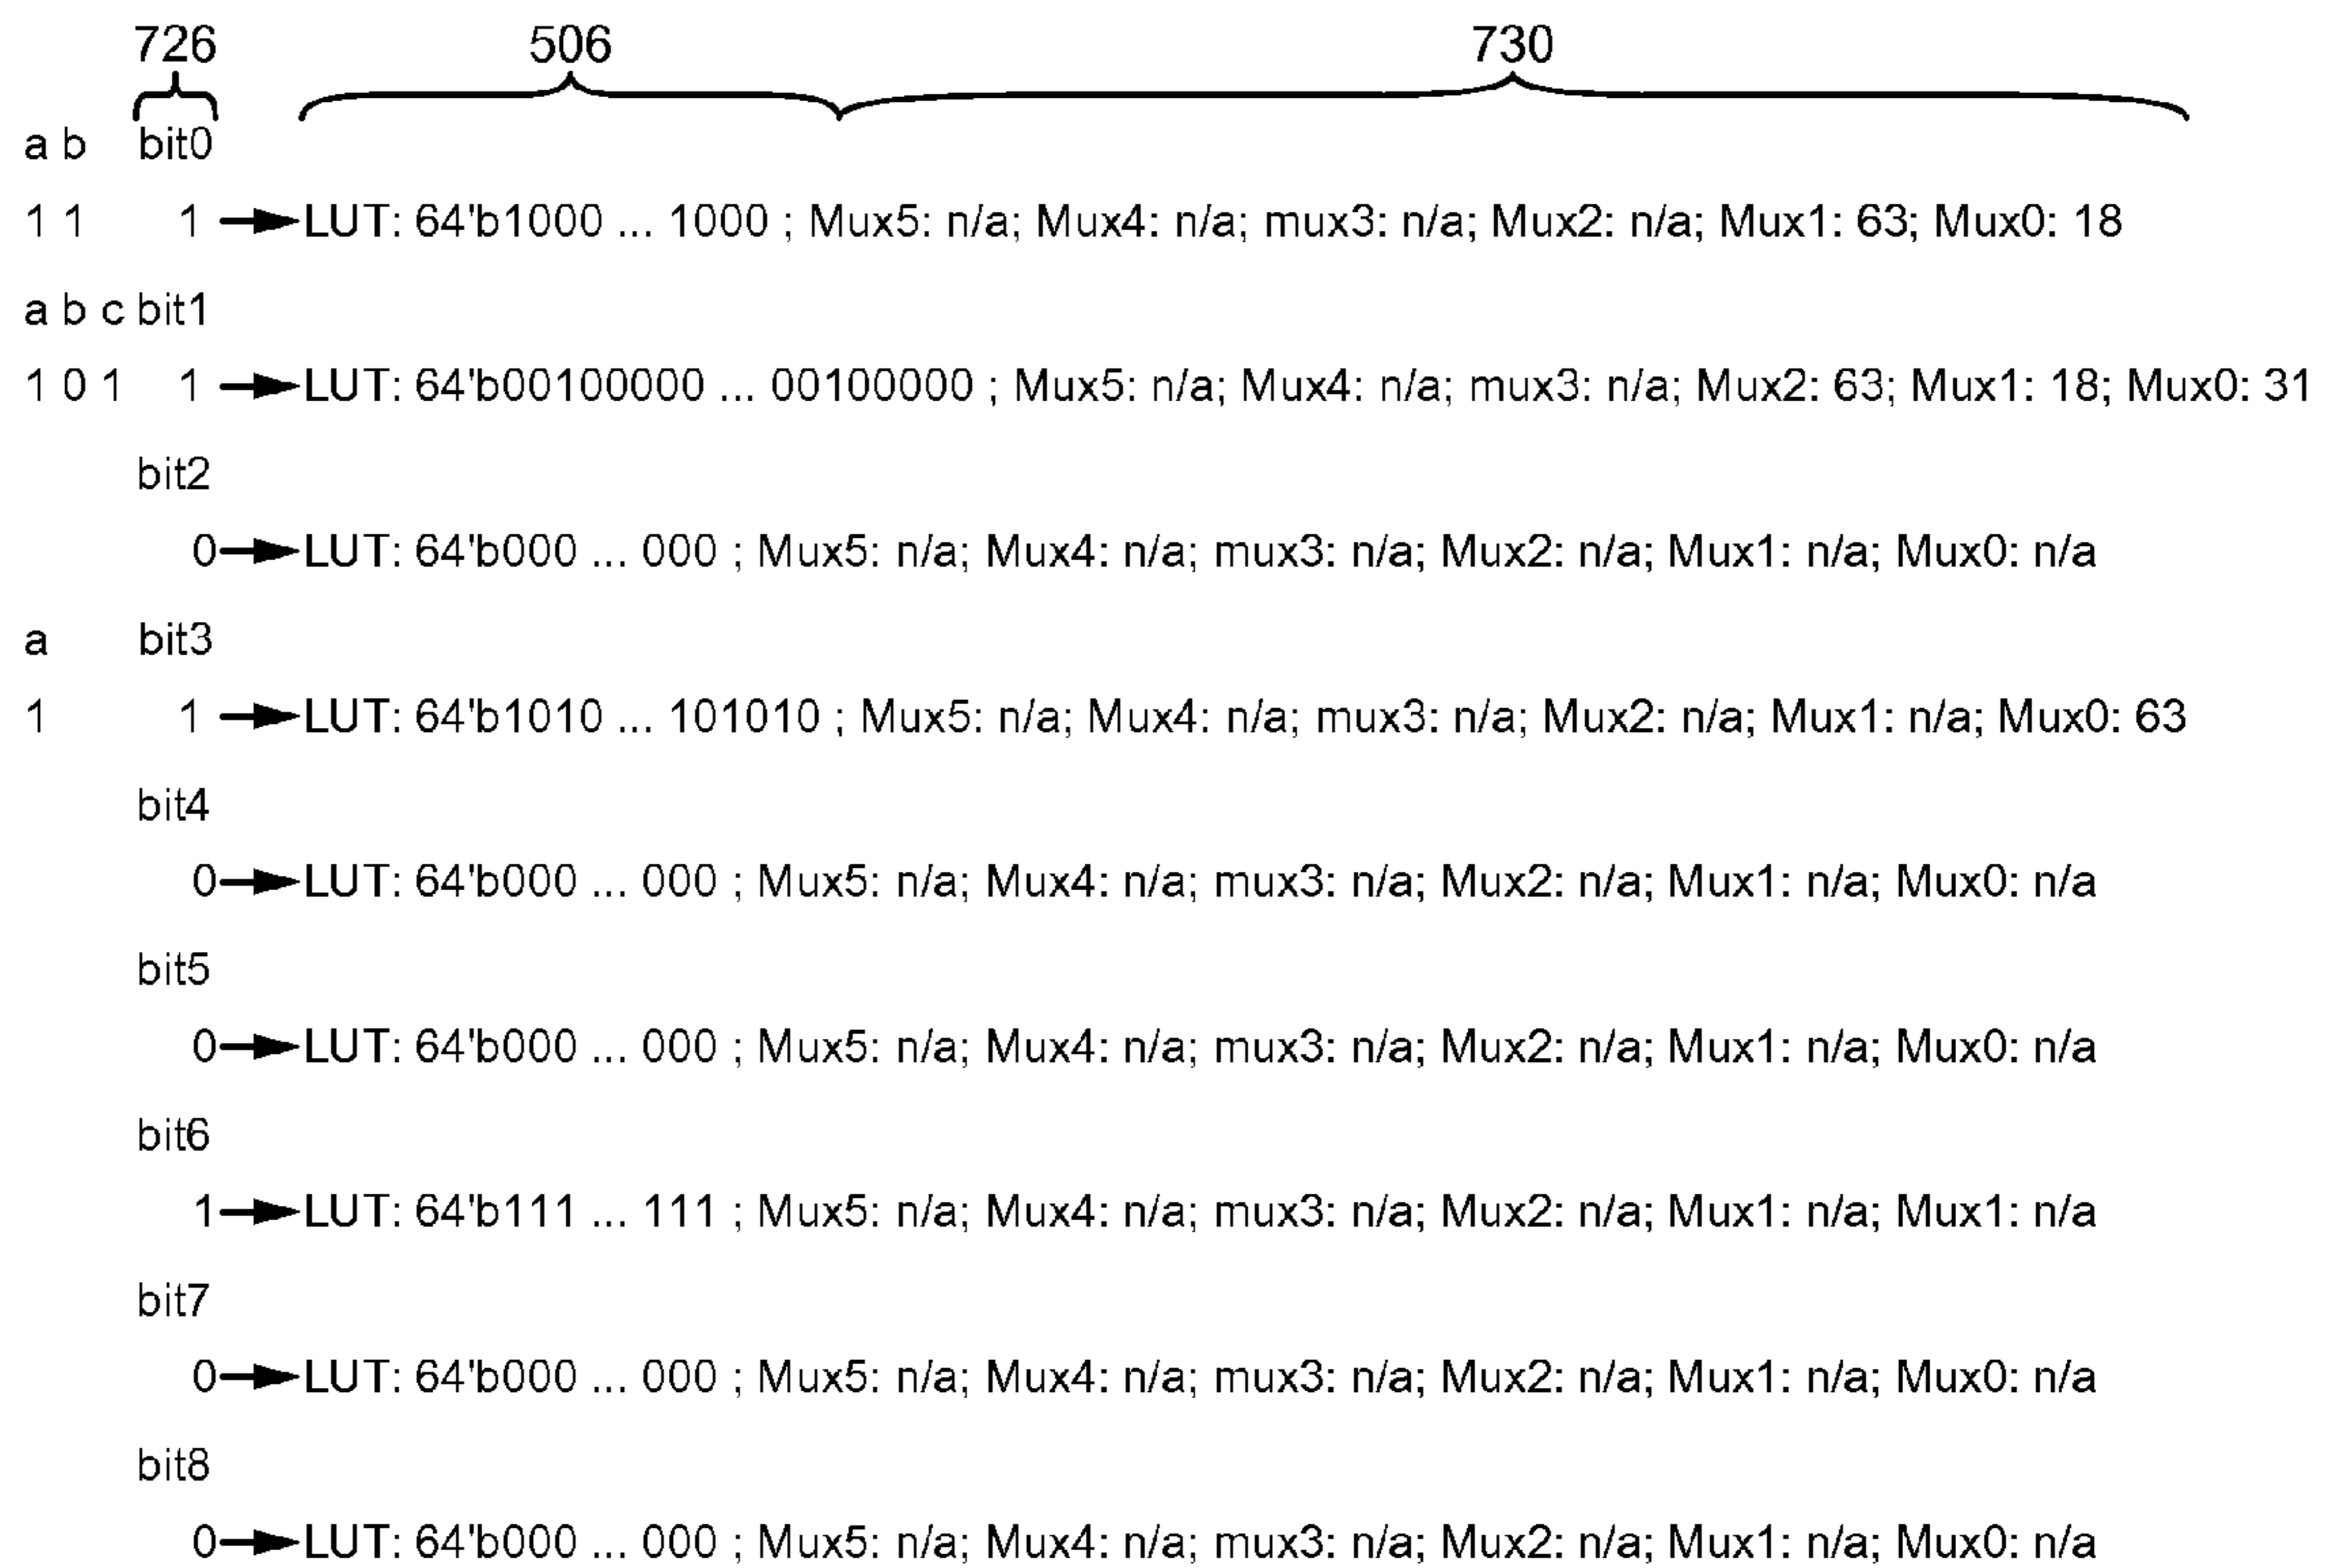 726 506 730
a b bit0
1 1 1 LUT: 64'b1000 ... 1000 ; Mux5: n/a; Mux4: n/a; mux3: n/a; Mux2: n/a; Mux1: 63; Mux0: 18
a b c bit1
1 0 1 1 LUT: 64'b00100000 ... 00100000 ; Mux5: n/a; Mux4: n/a; mux3: n/a; Mux2: 63; Mux1: 18; Mux0: 31
bit2
0 LUT: 64'b000 ... 000 ; Mux5: n/a; Mux4: n/a; mux3: n/a; Mux2: n/a; Mux1: n/a; Mux0: n/a
a bit3
1 1 LUT: 64'b1010 ... 101010 ; Mux5: n/a; Mux4: n/a; mux3: n/a; Mux2: n/a; Mux1: n/a; Mux0: 63
bit4
0 LUT: 64'b000 ... 000 ; Mux5: n/a; Mux4: n/a; mux3: n/a; Mux2: n/a; Mux1: n/a; Mux0: n/a
bit5
0 LUT: 64'b000 ... 000 ; Mux5: n/a; Mux4: n/a; mux3: n/a; Mux2: n/a; Mux1: n/a; Mux0: n/a
bit6
1 LUT: 64'b111 ... 111 ; Mux5: n/a; Mux4: n/a; mux3: n/a; Mux2: n/a; Mux1: n/a; Mux1: n/a
bit7
0 LUT: 64'b000 ... 000 ; Mux5: n/a; Mux4: n/a; mux3: n/a; Mux2: n/a; Mux1: n/a; Mux0: n/a
bit8
0 LUT: 64'b000 ... 000 ; Mux5: n/a; Mux4: n/a; mux3: n/a; Mux2: n/a; Mux1: n/a; Mux0: n/a